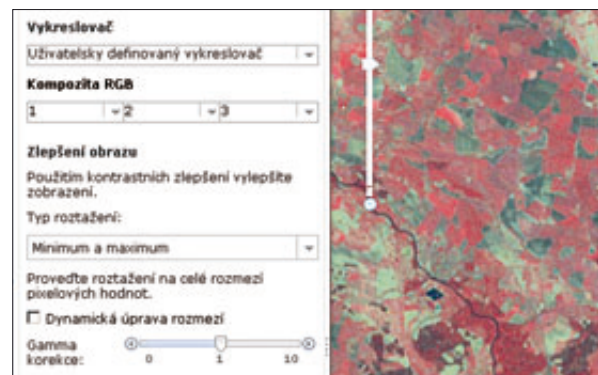 Vykreslovač
Uživatelsky definovaný vykreslovač
Kompozita RGB
1 2 3
Zlepšení obrazu
Použitím kontrastních zlepšení vylepšíte
zobrazení.
Typ roztažení:
Minimum a maximum
Proveďte roztažení na celé rozmezí
pixelových hodnot.
Dynamická úprava rozmezí
Gamma
korekce:
0 1 10